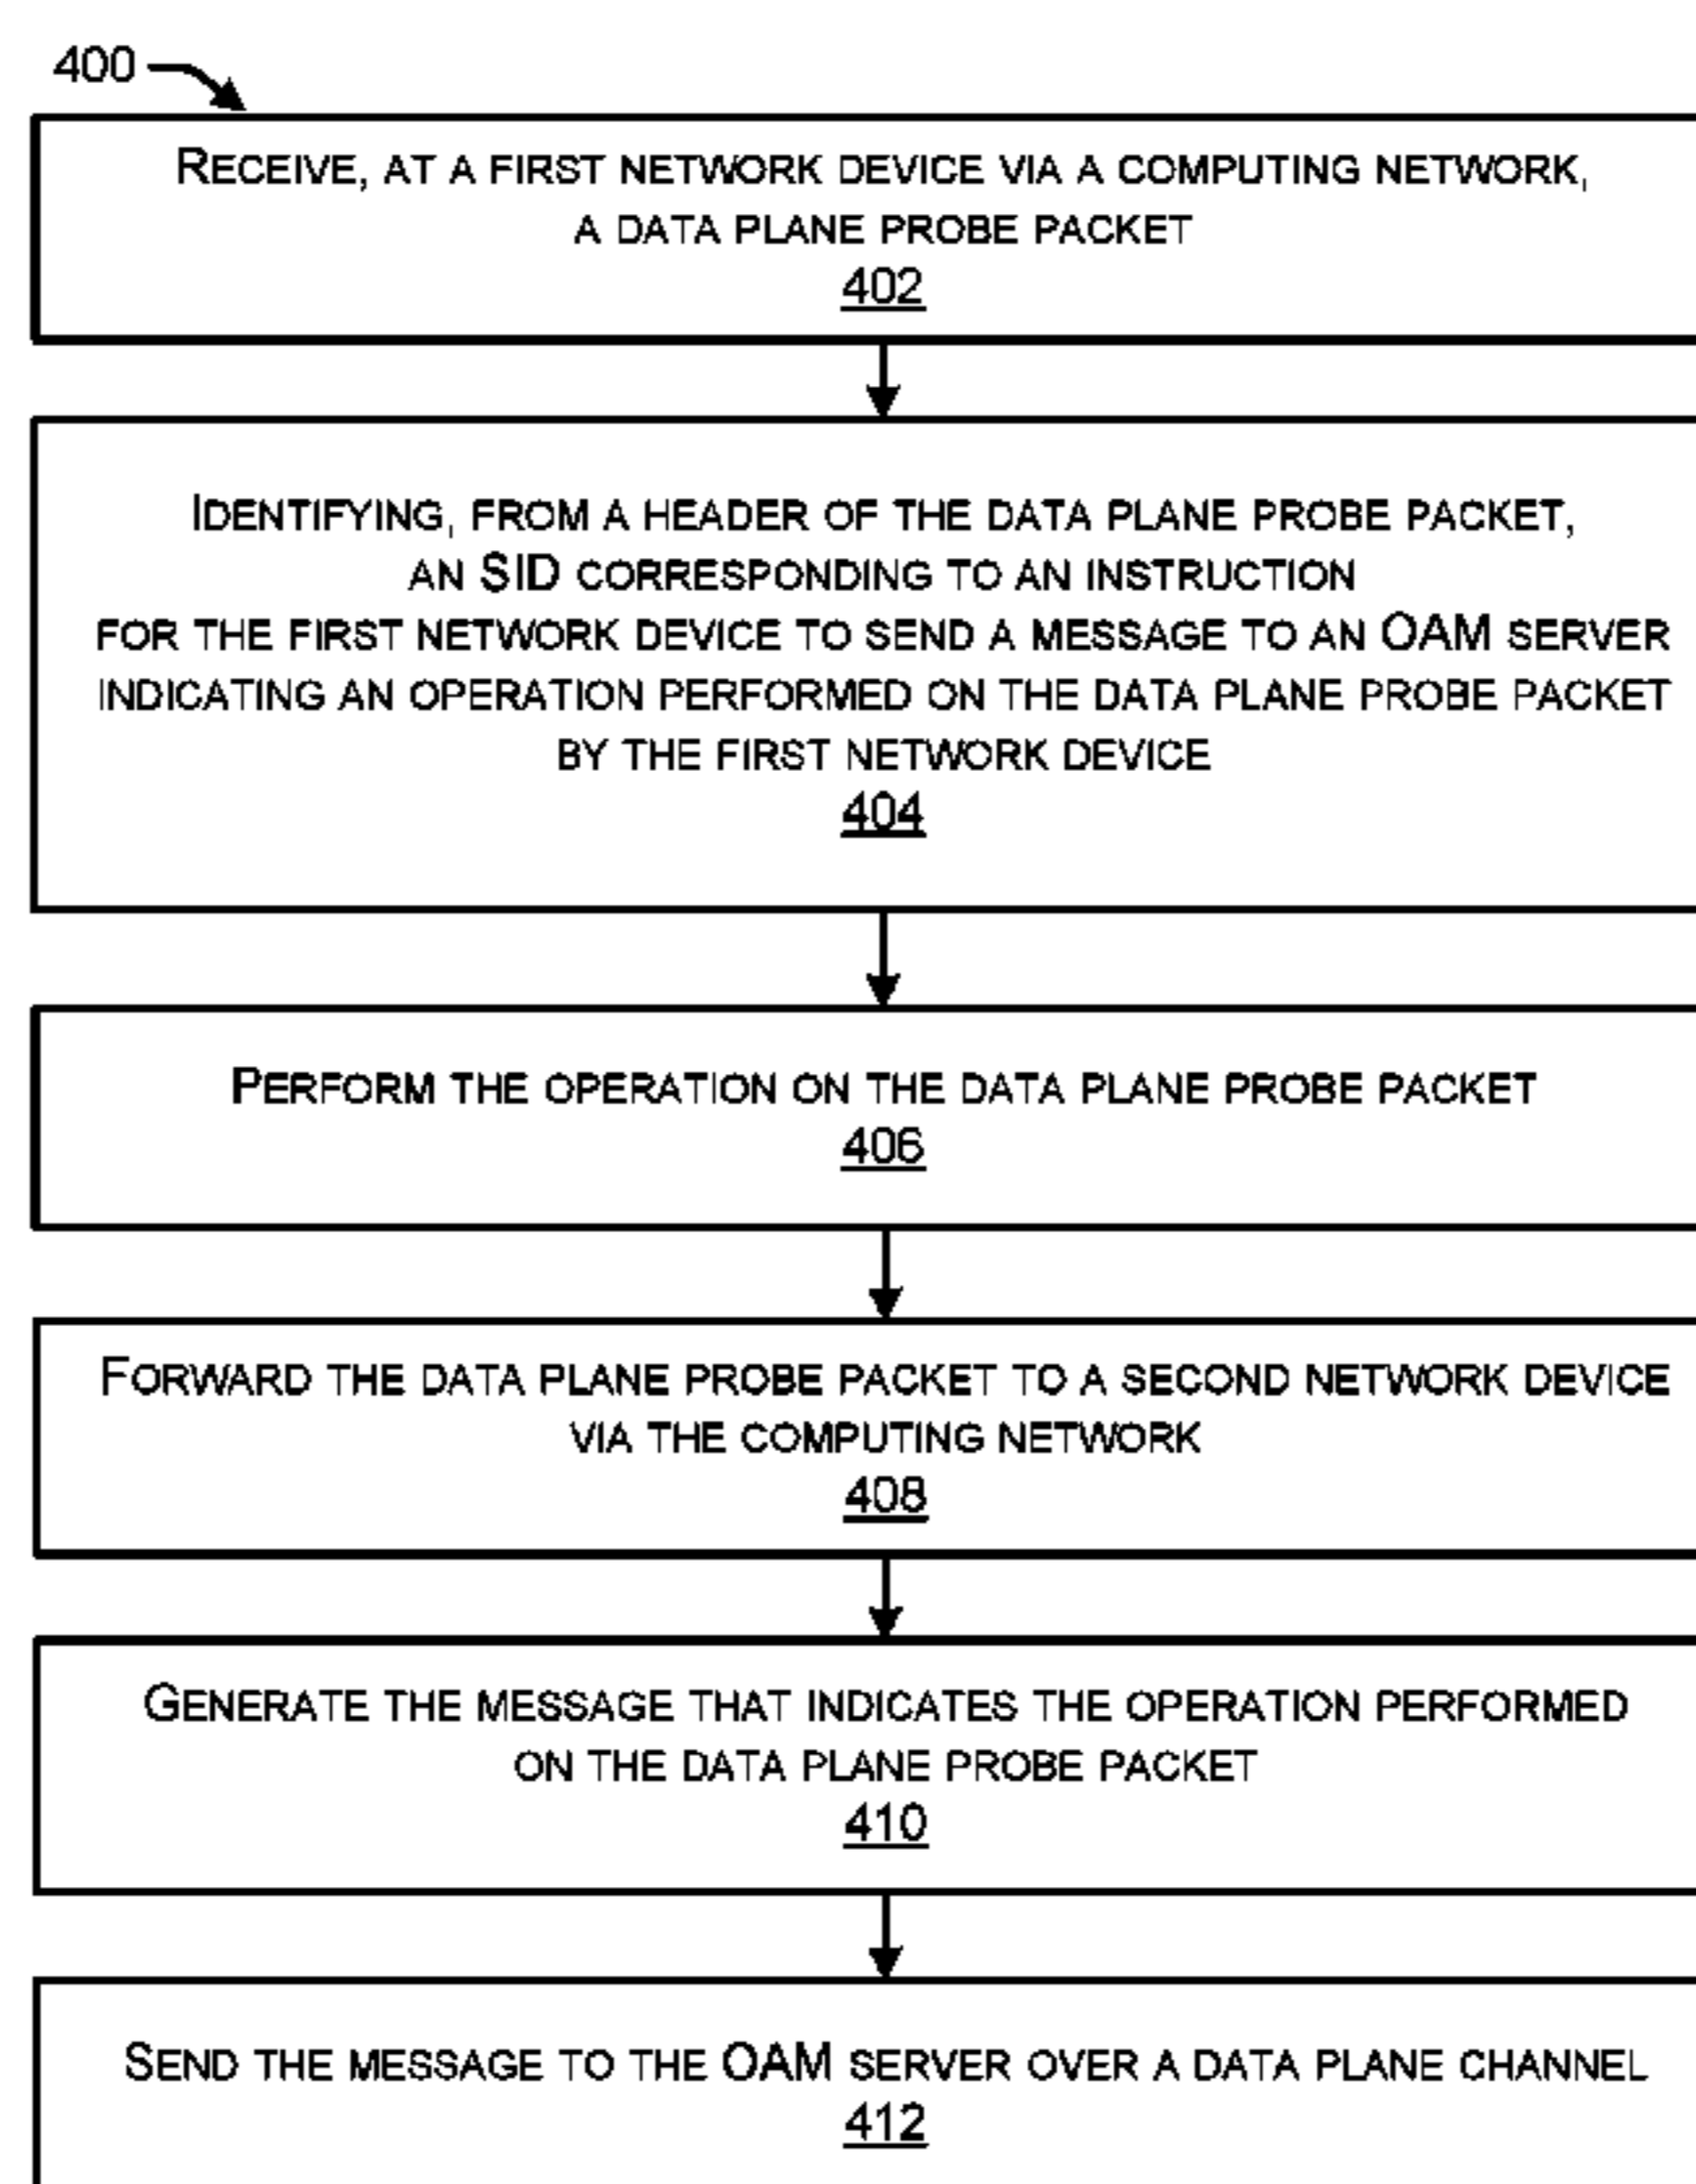 400
RECEIVE, AT A FIRST NETWORK DEVICE VIA A COMPUTING NETWORK,
A DATA PLANE PROBE PACKET
402
IDENTIFYING, FROM A HEADER OF THE DATA PLANE PROBE PACKET,
AN SID CORRESPONDING TO AN INSTRUCTION
FOR THE FIRST NETWORK DEVICE TO SEND A MESSAGE TO AN OAM SERVER
INDICATING AN OPERATION PERFORMED ON THE DATA PLANE PROBE PACKET
BY THE FIRST NETWORK DEVICE
404
PERFORM THE OPERATION ON THE DATA PLANE PROBE PACKET
406
FORWARD THE DATA PLANE PROBE PACKET TO A SECOND NETWORK DEVICE
VIA THE COMPUTING NETWORK
408
GENERATE THE MESSAGE THAT INDICATES THE OPERATION PERFORMED
ON THE DATA PLANE PROBE PACKET
410
SEND THE MESSAGE TO THE OAM SERVER OVER A DATA PLANE CHANNEL
412